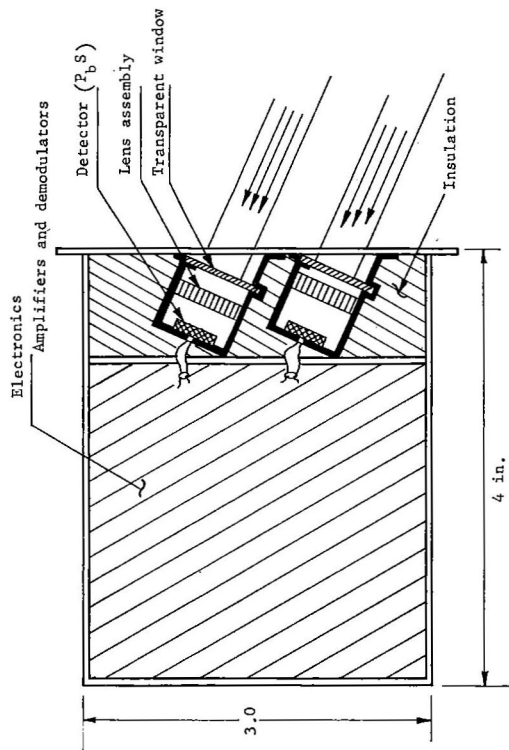 Electronics
Amplifiers and demodulators
Detector (PbS)
Lens assembly
Transparent window
Insulation
4 in.
3.0